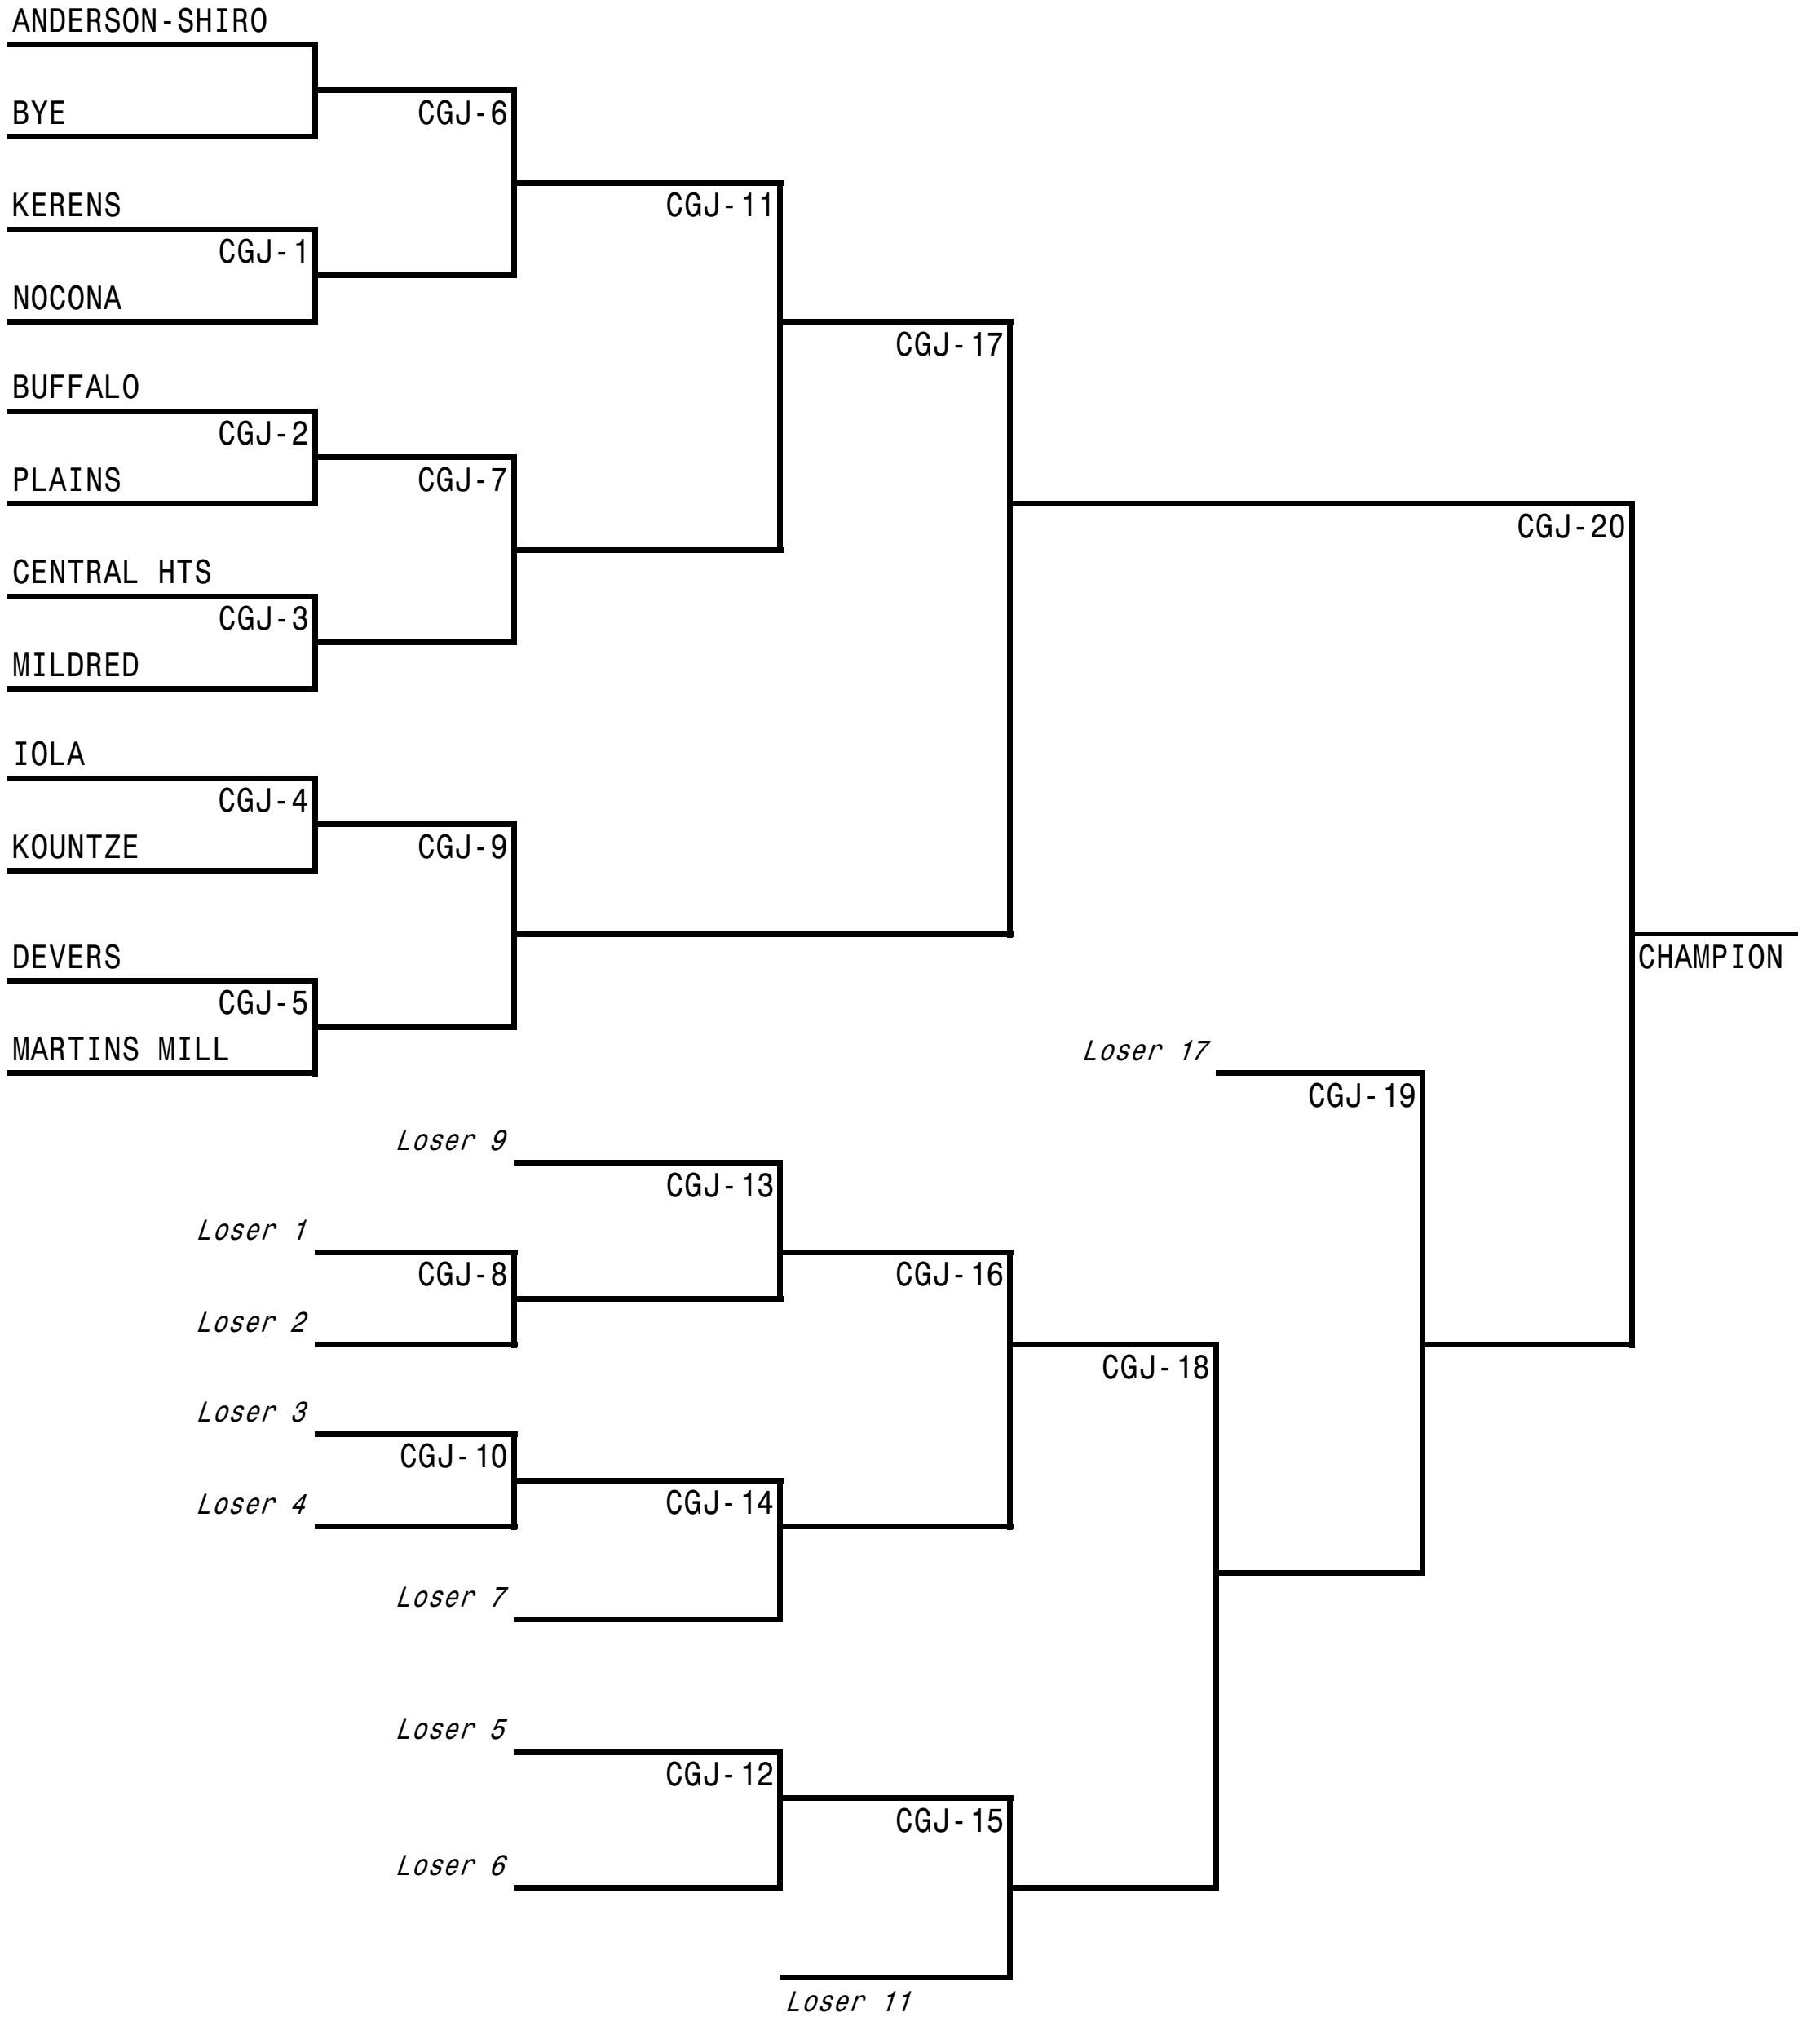 ANDERSON-SHIRO
BYE
CGJ-6
KERENS
CGJ-11
CGJ-1
NOCONA
CGJ-17
BUFFALO
CGJ-2
PLAINS
CGJ-7
CGJ-20
CENTRAL HTS
CGJ-3
MILDRED
IOLA
CGJ-4
KOUNTZE
CGJ-9
DEVERS
CHAMPION
CGJ-5
MARTINS MILL
Loser 17
CGJ-19
Loser 9
CGJ-13
Loser 1
CGJ-8
CGJ-16
Loser 2
CGJ-18
Loser 3
CGJ-10
Loser 4
CGJ-14
Loser 7
Loser 5
CGJ-12
CGJ-15
Loser 6
Loser 11